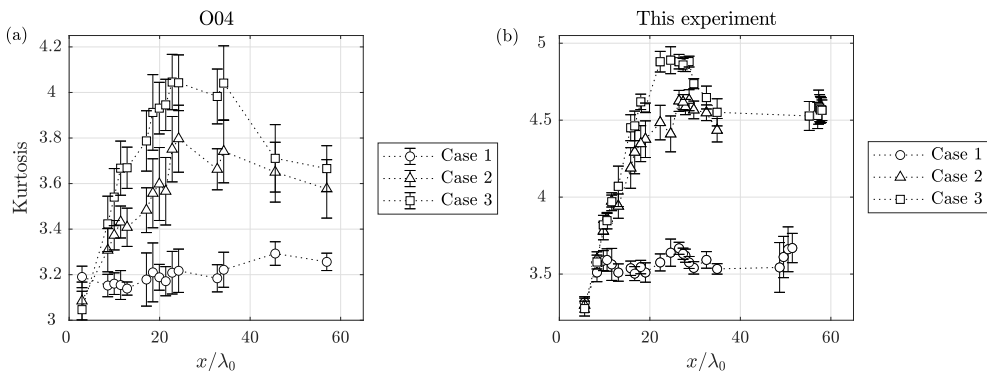 O04
(a)
Kurtosis
4.2
4
3.8
3.6
3.4
3.2
3
0
20
40
60
x/λ₀
Case 1
Case 2
Case 3
This experiment
(b)
5
4.5
4
3.5
0
20
40
60
x/λ₀
Case 1
Case 2
Case 3